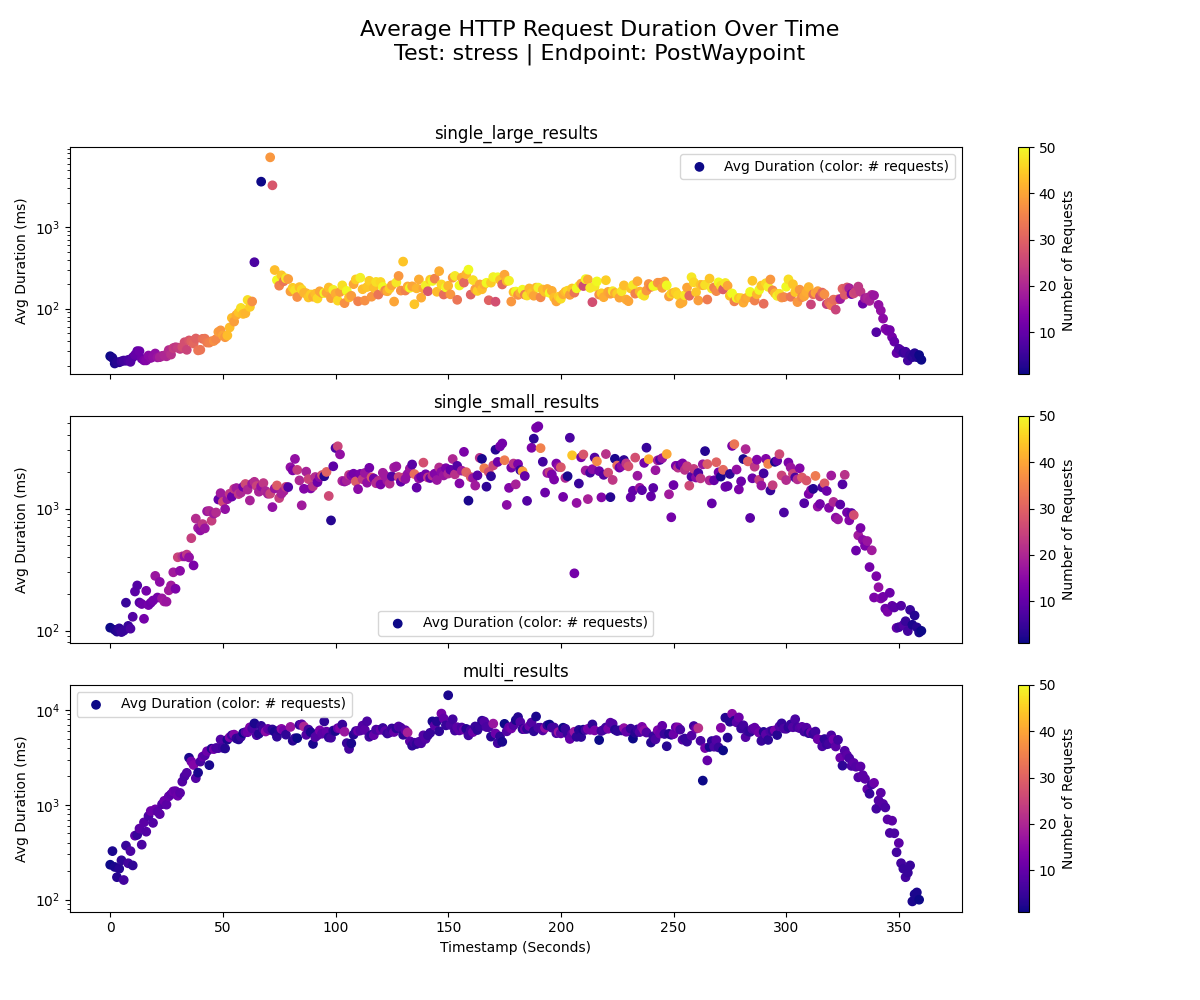 Average HTTP Request Duration Over Time
Test: stress | Endpoint: PostWaypoint
single_large_results
Avg Duration (ms)
10³
10²
Avg Duration (color: # requests)
50
40
30
20
10
Number of Requests
single_small_results
Avg Duration (ms)
10³
10²
Avg Duration (color: # requests)
50
40
30
20
10
Number of Requests
multi_results
Avg Duration (ms)
10⁴
10³
10²
Avg Duration (color: # requests)
0 50 100 150 200 250 300 350
Timestamp (Seconds)
50
40
30
20
10
Number of Requests